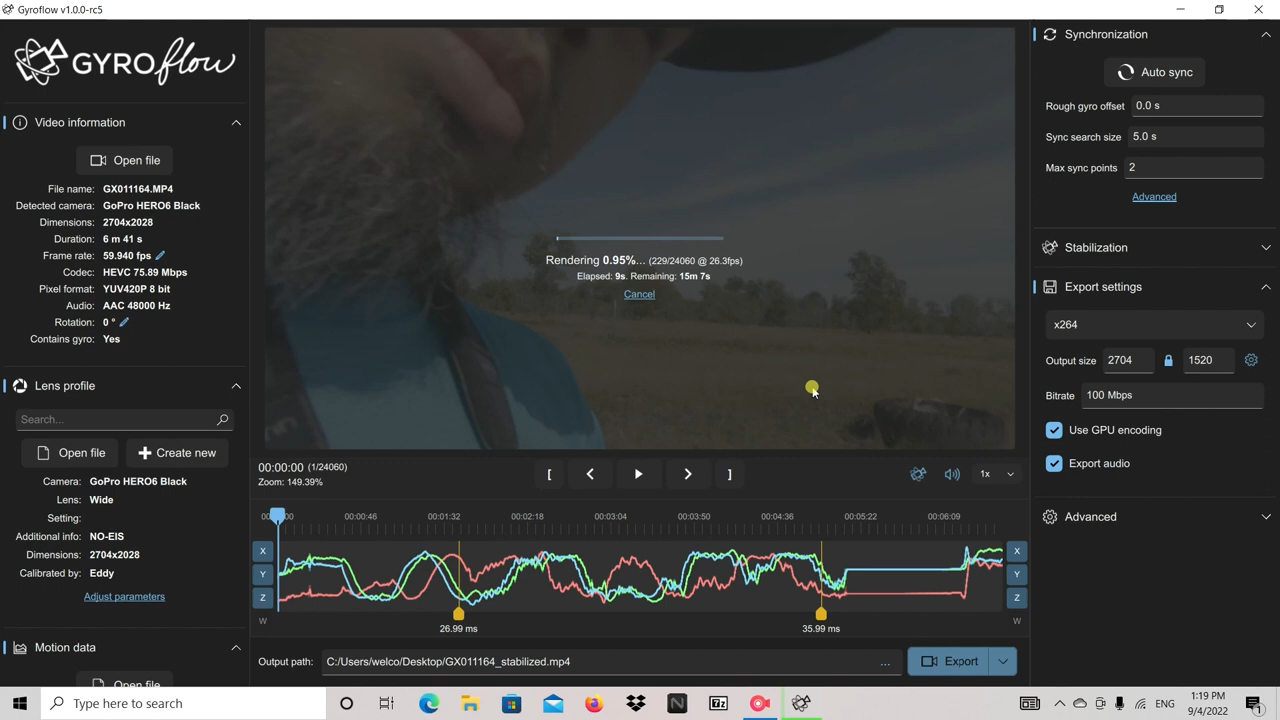 Gyroflow v1.0.0-rc5
GYROflow
Video information
Open file
File name: GX011164.MP4
Detected camera: GoPro HERO6 Black
Dimensions: 2704x2028
Duration: 6 m 41 s
Frame rate: 59.940 fps
Codec: HEVC 75.89 Mbps
Pixel format: YUV420P 8 bit
Audio: AAC 48000 Hz
Rotation: 0 °
Contains gyro: Yes
Lens profile
Search...
Open file
Create new
Camera: GoPro HERO6 Black
Lens: Wide
Setting:
Additional info: NO-EIS
Dimensions: 2704x2028
Calibrated by: Eddy
Adjust parameters
Motion data
Open file
Rendering 0.95%... (229/24060 @ 26.3fps)
Elapsed: 9s. Remaining: 15m 7s
Cancel
00:00:00 (1/24060)
Zoom: 149.39%
[
]
1x
00:00:46 00:01:32 00:02:18 00:03:04 00:03:50 00:04:36 00:05:22 00:06:09
X X
Y Y
Z Z
W W
26.99 ms 35.99 ms
Output path: C:/Users/welco/Desktop/GX011164_stabilized.mp4 ... Export
Synchronization
Auto sync
Rough gyro offset 0.0 s
Sync search size 5.0 s
Max sync points 2
Advanced
Stabilization
Export settings
x264
Output size 2704 1520
Bitrate 100 Mbps
Use GPU encoding
Export audio
Advanced
Type here to search
N
7z
ENG
1:19 PM
9/4/2022
1